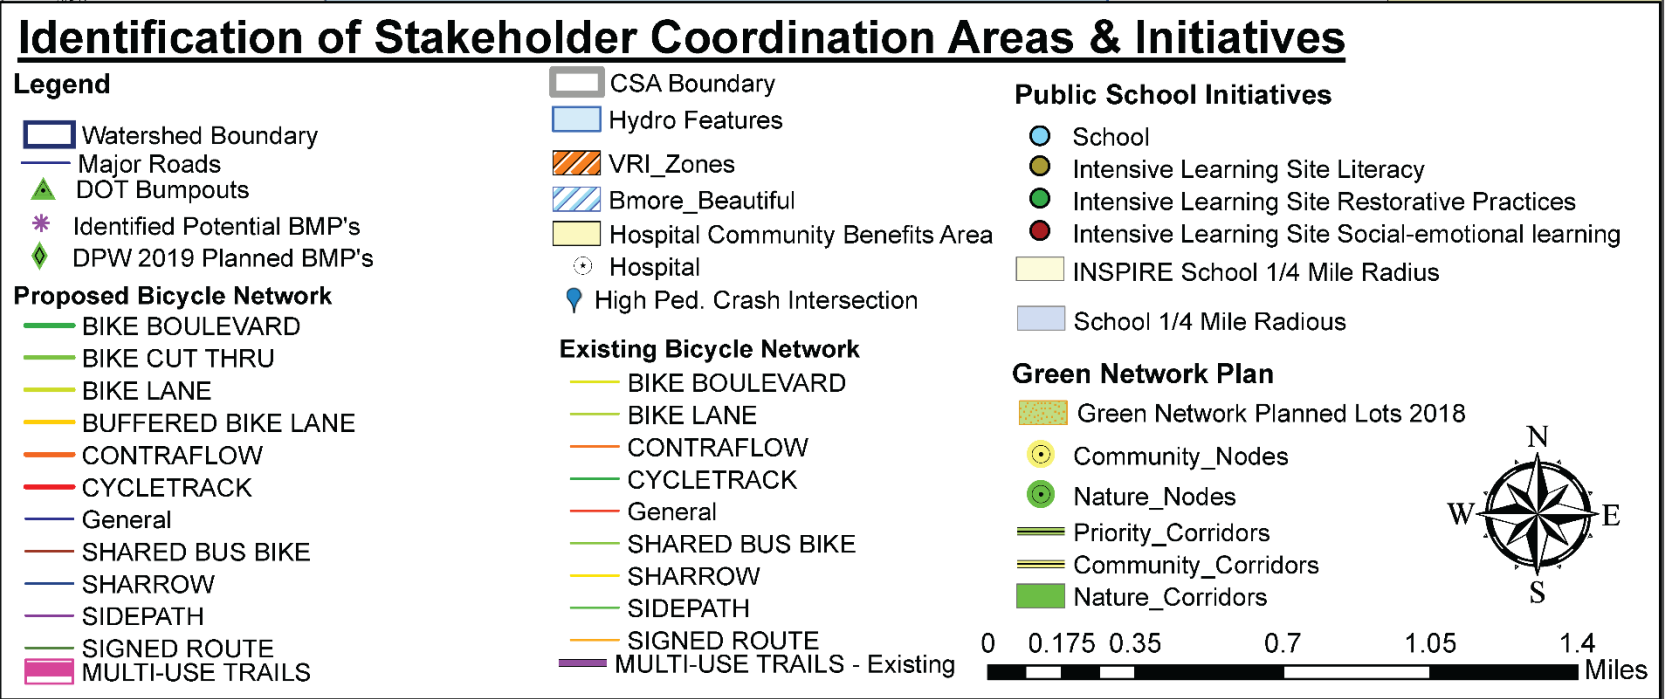 Identification of Stakeholder Coordination Areas & Initiatives
Legend
Watershed Boundary
Major Roads
DOT Bumpouts
Identified Potential BMP's
DPW 2019 Planned BMP's
Proposed Bicycle Network
BIKE BOULEVARD
BIKE CUT THRU
BIKE LANE
BUFFERED BIKE LANE
CONTRAFLOW
CYCLETRACK
General
SHARED BUS BIKE
SHARROW
SIDEPATH
SIGNED ROUTE
MULTI-USE TRAILS
CSA Boundary
Hydro Features
VRI_Zones
Bmore_Beautiful
Hospital Community Benefits Area
Hospital
High Ped. Crash Intersection
Existing Bicycle Network
BIKE BOULEVARD
BIKE LANE
CONTRAFLOW
CYCLETRACK
General
SHARED BUS BIKE
SHARROW
SIDEPATH
SIGNED ROUTE
MULTI-USE TRAILS - Existing
Public School Initiatives
School
Intensive Learning Site Literacy
Intensive Learning Site Restorative Practices
Intensive Learning Site Social-emotional learning
INSPIRE School 1/4 Mile Radius
School 1/4 Mile Radious
Green Network Plan
Green Network Planned Lots 2018
Community_Nodes
Nature_Nodes
Priority_Corridors
Community_Corridors
Nature_Corridors
N
W E
S
0 0.175 0.35 0.7 1.05 1.4
Miles